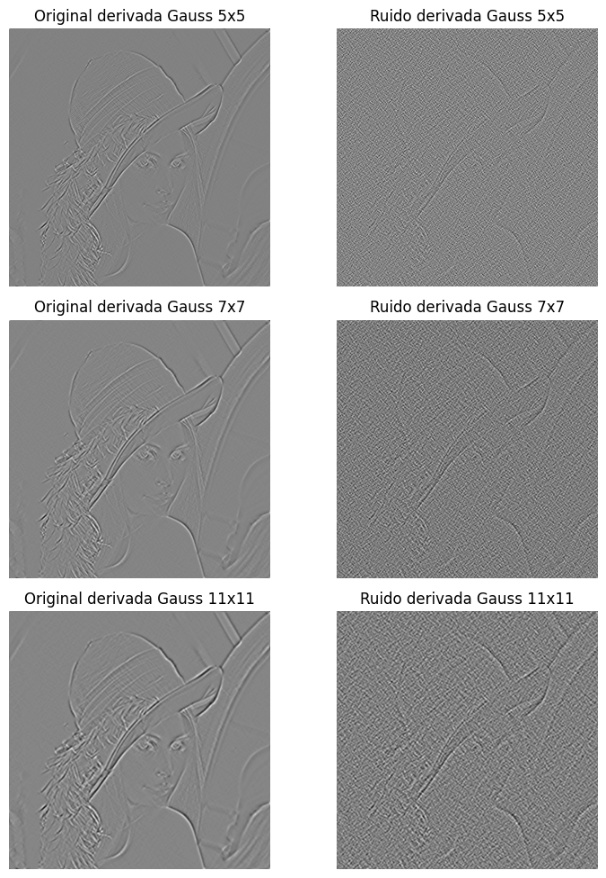 Original derivada Gauss 5x5
Ruido derivada Gauss 5x5
Original derivada Gauss 7x7
Ruido derivada Gauss 7x7
Original derivada Gauss 11x11
Ruido derivada Gauss 11x11